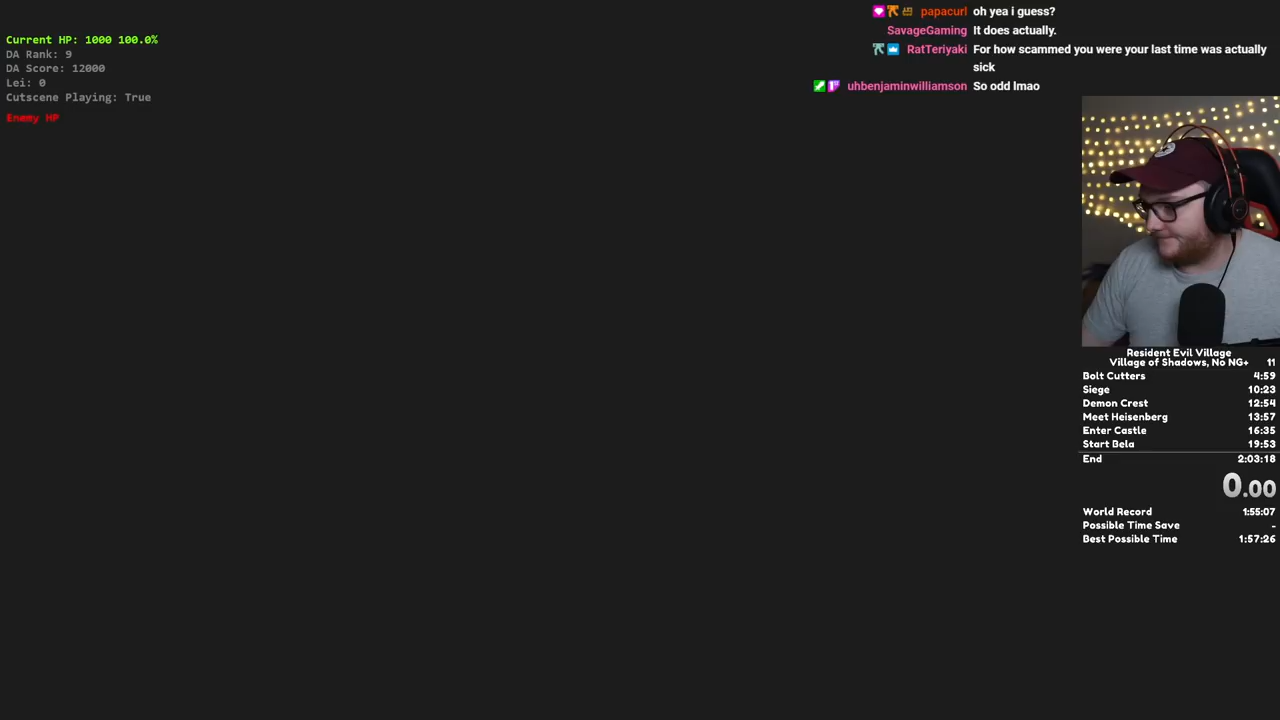 Current HP: 1000 100.0%
DA Rank: 9
DA Score: 12000
Lei: 0
Cutscene Playing: True
Enemy HP
papacurl oh yea i guess?
SavageGaming It does actually.
RatTeriyaki For how scammed you were your last time was actually
sick
uhbenjaminwilliamson So odd lmao
Resident Evil Village
Village of Shadows, No NG+ 11
Bolt Cutters 4:59
Siege 10:23
Demon Crest 12:54
Meet Heisenberg 13:57
Enter Castle 16:35
Start Bela 19:53
End 2:03:18
0.00
World Record 1:55:07
Possible Time Save -
Best Possible Time 1:57:26